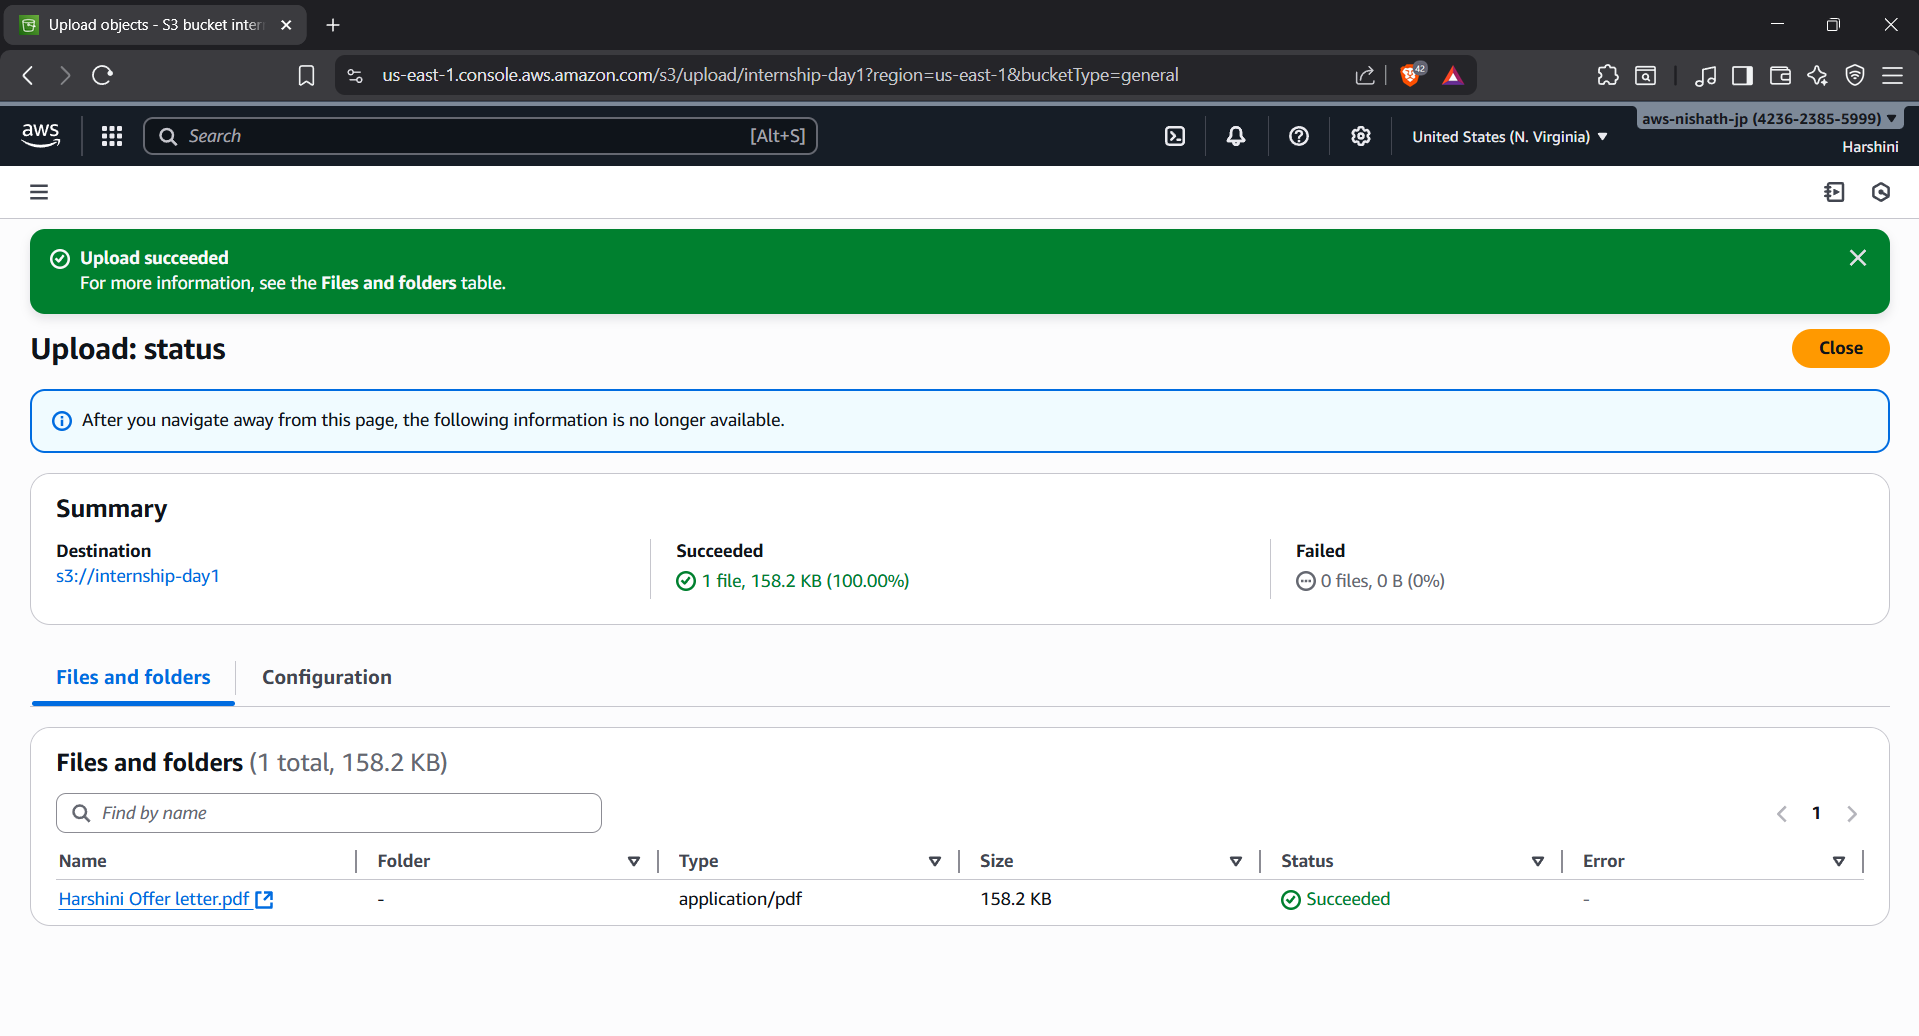 Upload objects - S3 bucket inter
us-east-1.console.aws.amazon.com/s3/upload/internship-day1?region=us-east-1&bucketType=general
42
aws
Search
[Alt+S]
United States (N. Virginia)
aws-nishath-jp (4236-2385-5999)
Harshini
Upload succeeded
For more information, see the Files and folders table.
Upload: status
Close
After you navigate away from this page, the following information is no longer available.
Summary
Destination
s3://internship-day1
Succeeded
1 file, 158.2 KB (100.00%)
Failed
0 files, 0 B (0%)
Files and folders
Configuration
Files and folders (1 total, 158.2 KB)
Find by name
1
Name Folder Type Size Status Error
Harshini Offer letter.pdf - application/pdf 158.2 KB Succeeded -